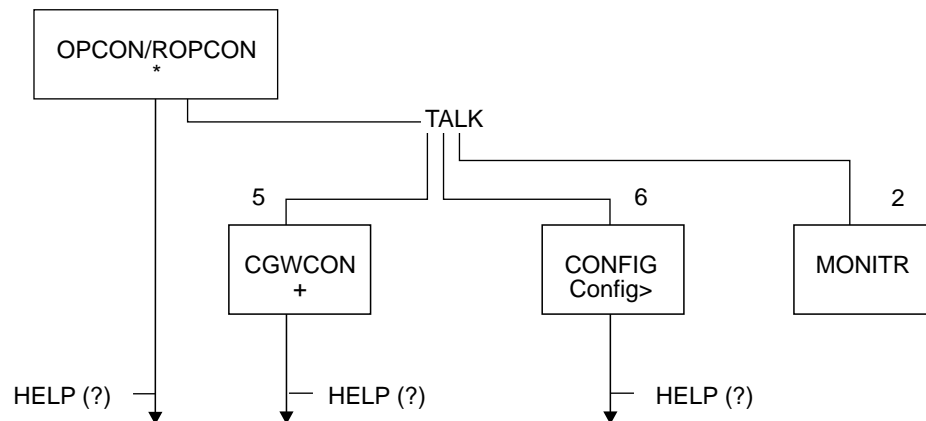 OPCON/ROPCON
*
TALK
5
6
2
CGWCON
+
CONFIG
Config>
MONITR
HELP (?)
HELP (?)
HELP (?)